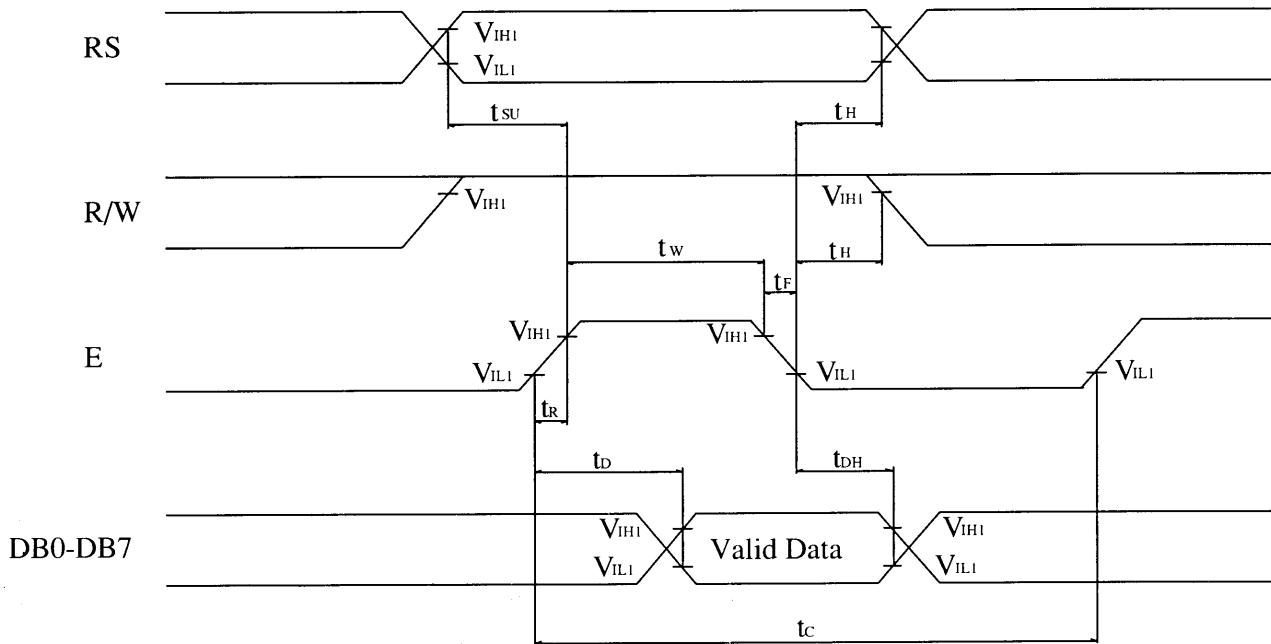 RS
VIH1
VIL1
tSU
tH
R/W
VIH1
VIH1
tW
tH
tF
E
VIH1
VIH1
VIL1
VIL1
VIL1
tR
tD
tDH
DB0-DB7
VIH1
Valid Data
VIH1
VIL1
VIL1
tC